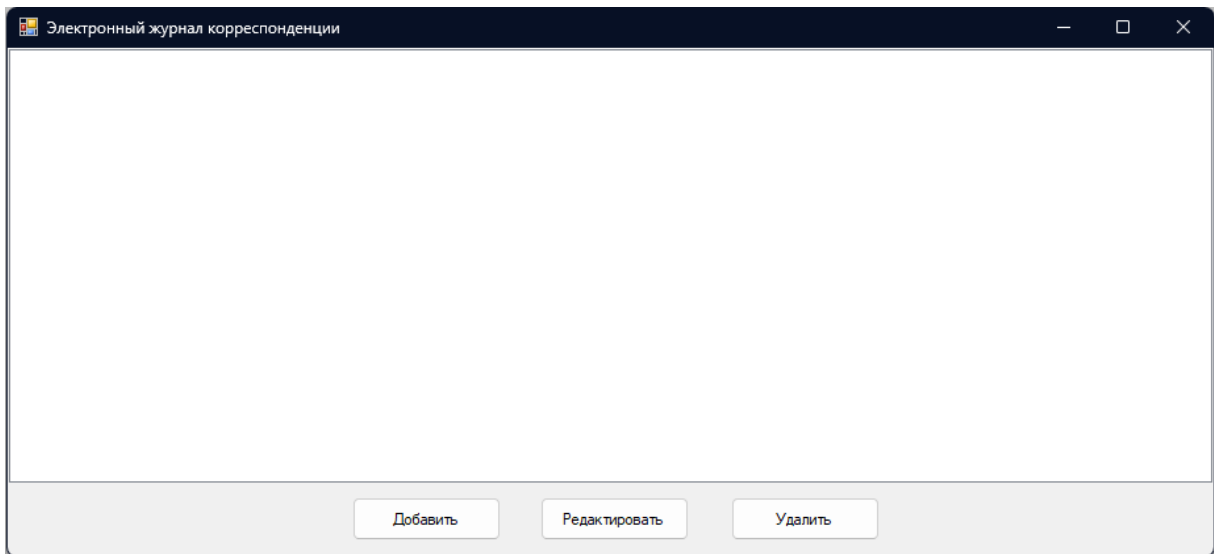 Электронный журнал корреспонденции
Добавить Редактировать Удалить